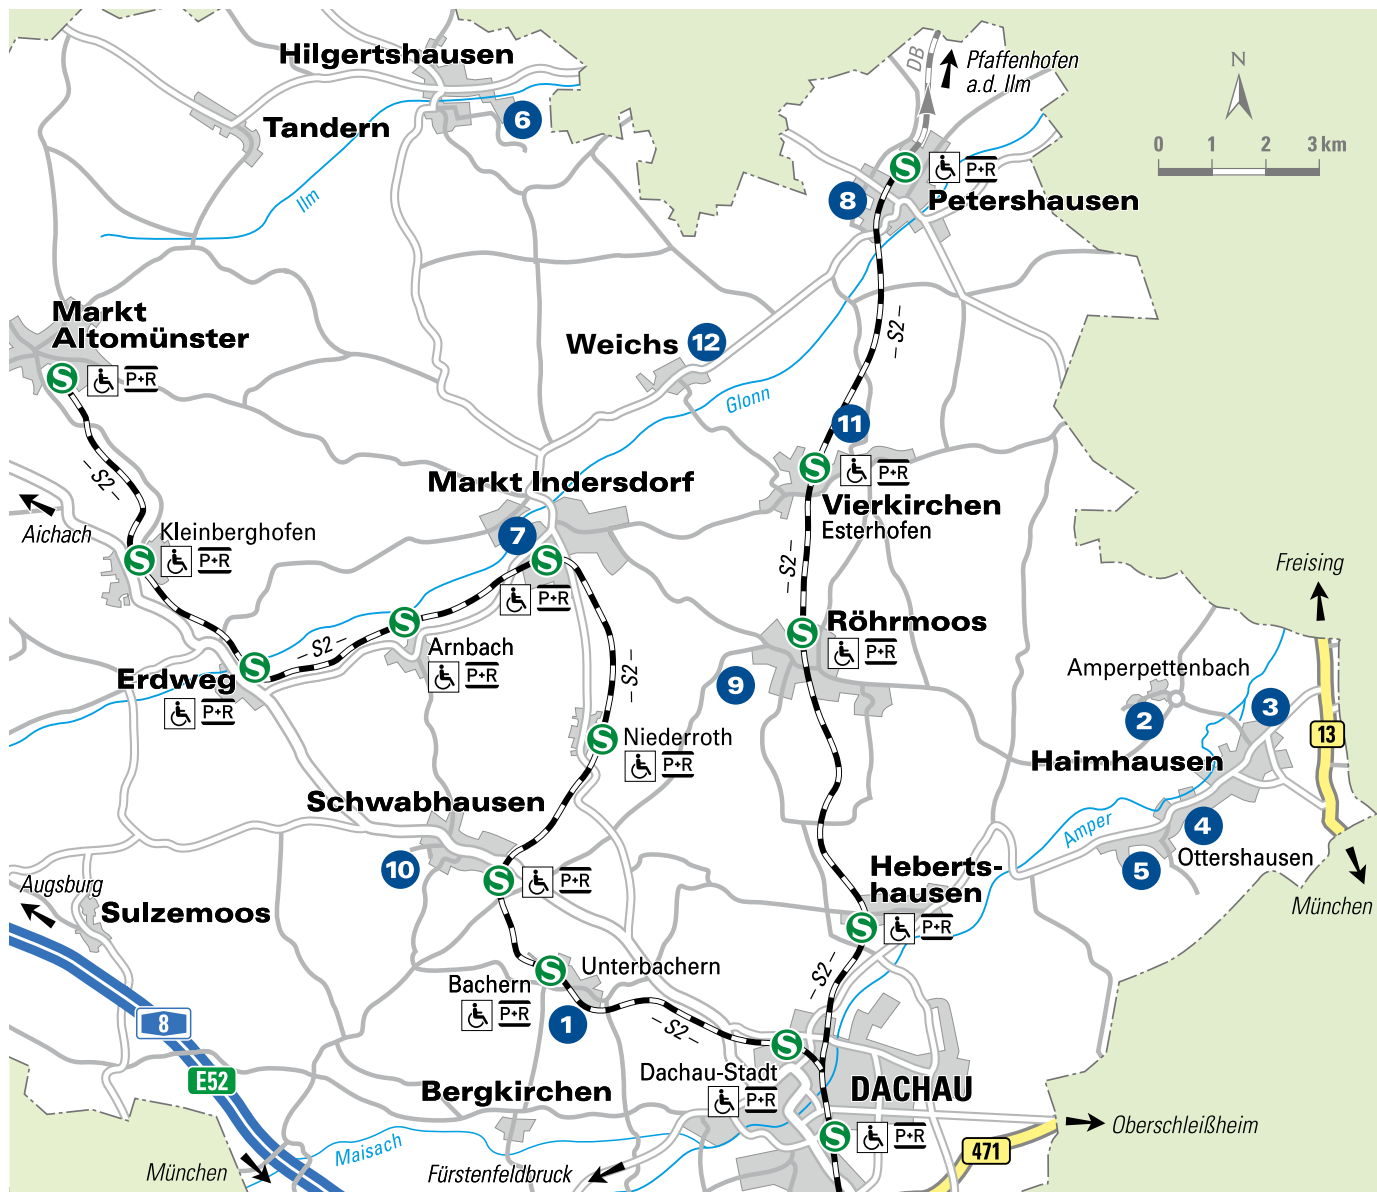 Hilgertshausen
DB
Pfaffenhofen
a.d. Ilm
N
0 1 2 3 km
6
Tandern
Ilm
S
P+R
8
Petershausen
Markt
Altomünster
S
P+R
Weichs
12
S2
Glonn
11
S2
Markt Indersdorf
S
P+R
Vierkirchen
Esterhofen
Aichach
Kleinberghofen
S
P+R
7
S
P+R
S2
Freising
S
Arnbach
P+R
S2
S
Röhrmoos
P+R
Erdweg
S
P+R
S2
9
Amperpettenbach
2
3
13
Haimhausen
Niederroth
S
P+R
Schwabhausen
Amper
4
Ottershausen
5
10
S
P+R
Hebertshausen
S
P+R
München
Augsburg
Sulzemoos
Unterbachern
S
Bachern
P+R
1
S2
S2
8
E52
S
Dachau-Stadt
P+R
DACHAU
Bergkirchen
Oberschleißheim
S
P+R
471
Maisach
München
Fürstenfeldbruck